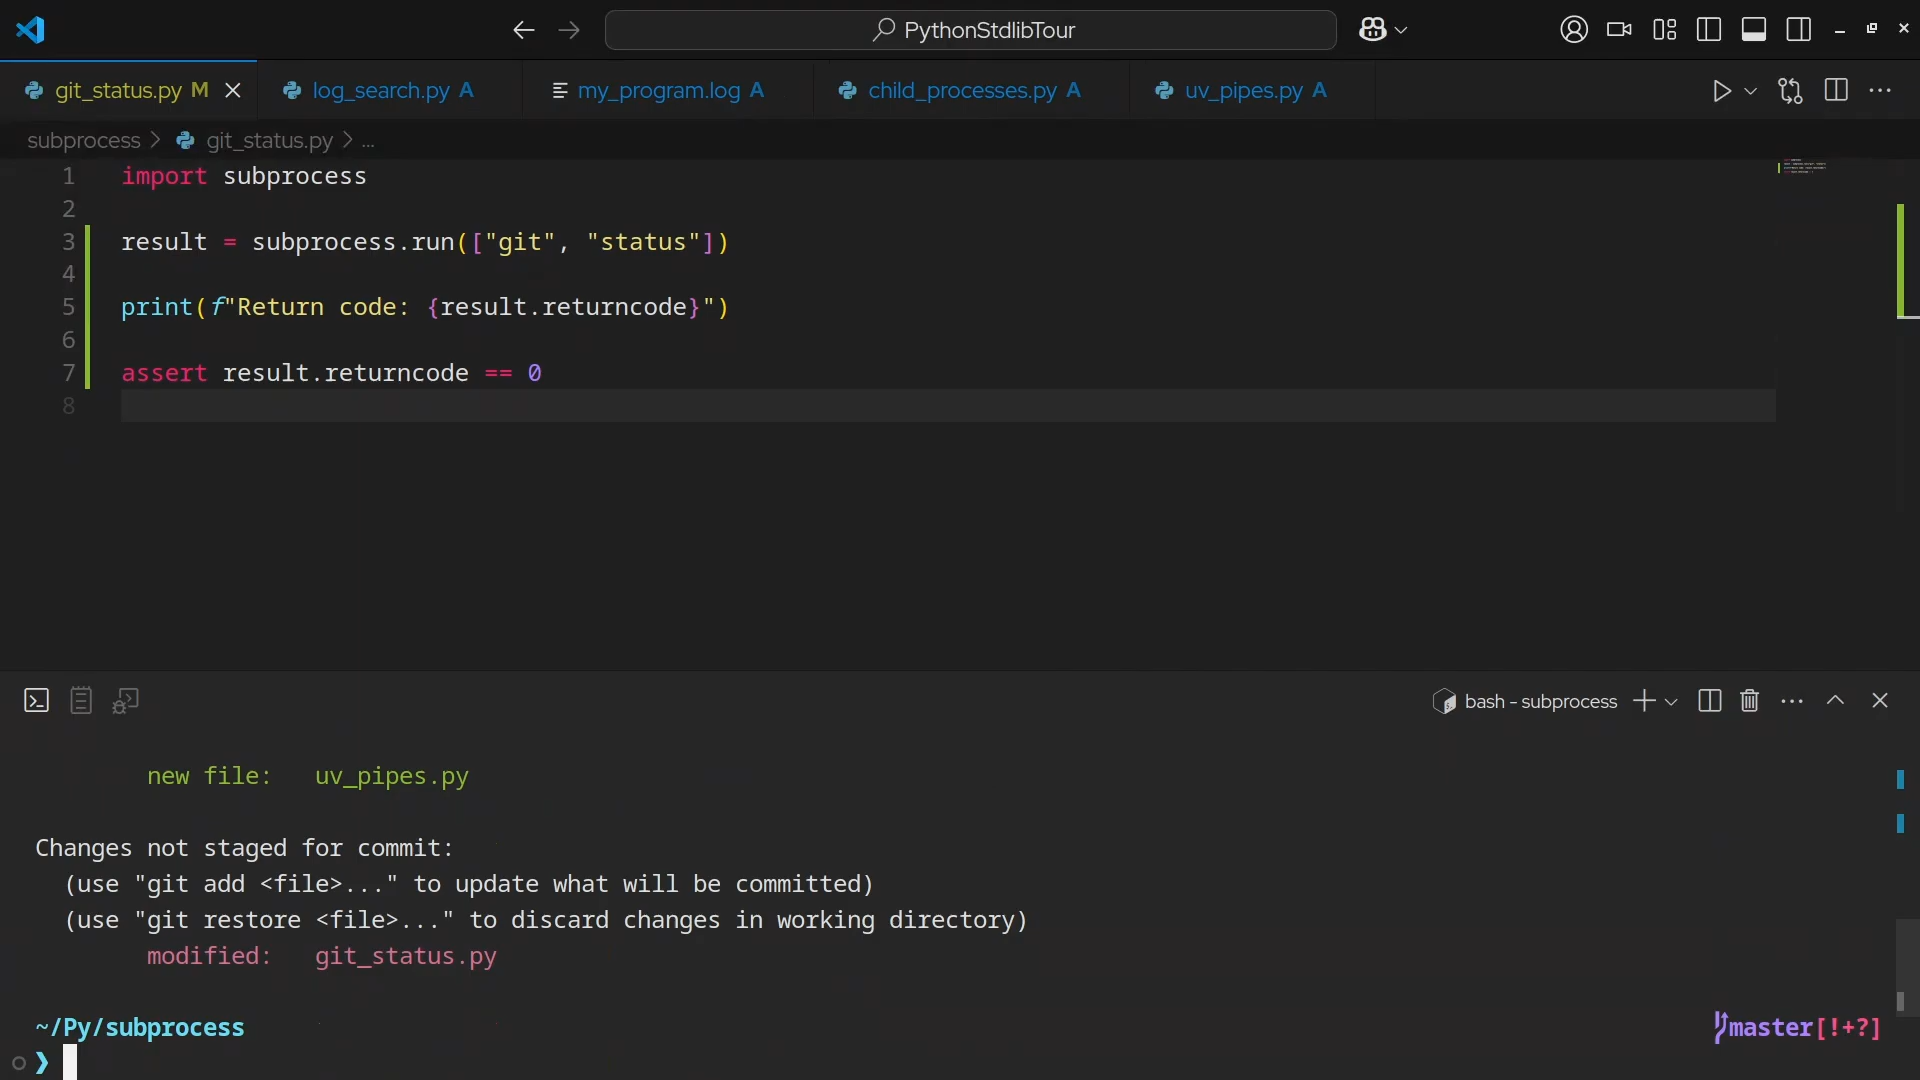 PythonStdlibTour
git_status.py M
log_search.py A
my_program.log A
child_processes.py A
uv_pipes.py A
subprocess > git_status.py > ...
1 import subprocess
2
3 result = subprocess.run(["git", "status"])
4
5 print(f"Return code: {result.returncode}")
6
7 assert result.returncode == 0
8
bash - subprocess
new file:   uv_pipes.py
Changes not staged for commit:
(use "git add <file>..." to update what will be committed)
(use "git restore <file>..." to discard changes in working directory)
modified:   git_status.py
~/Py/subprocess
master[!+?]
❯